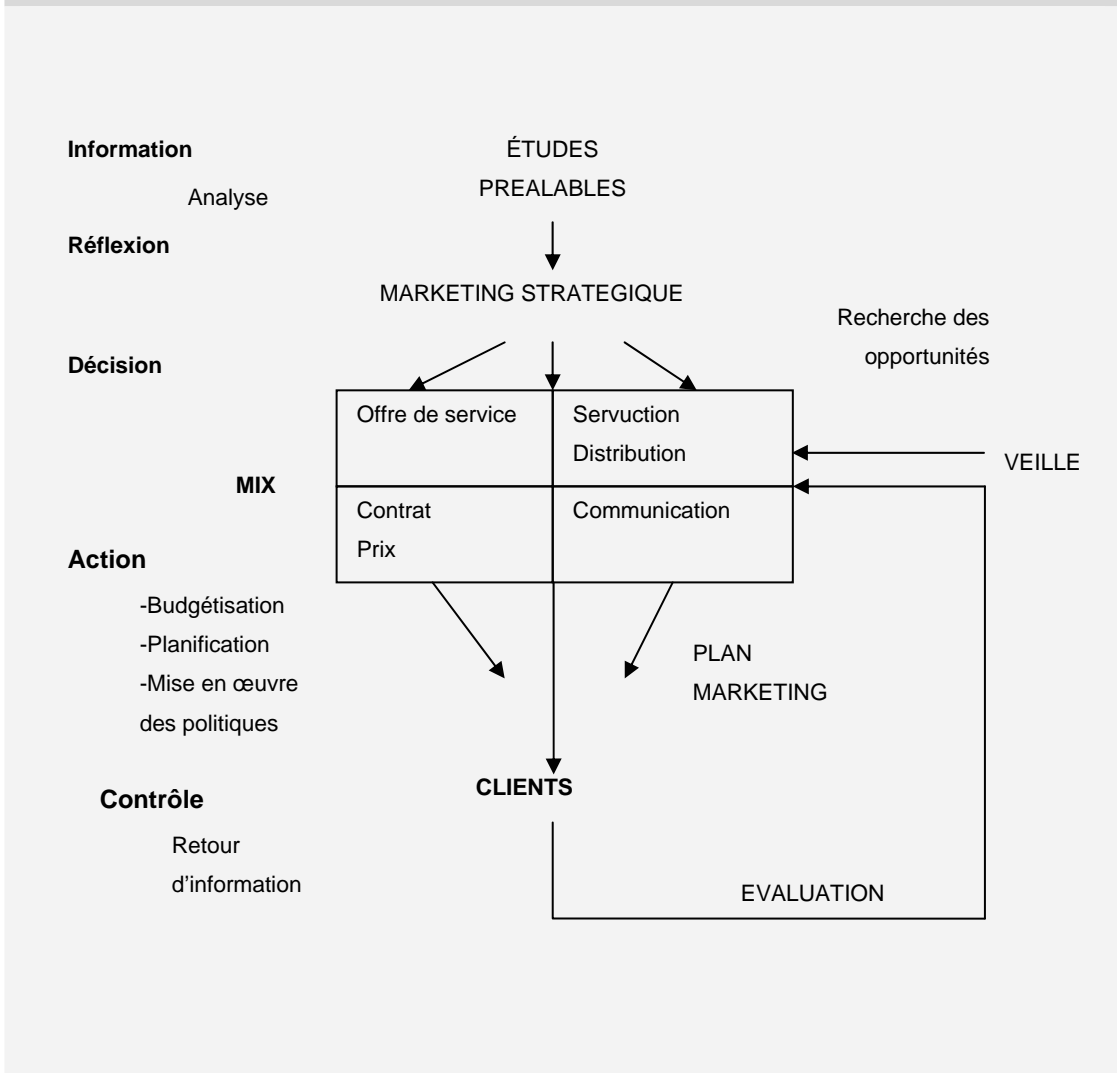 Information
ÉTUDES
PREALABLES
Analyse
Réflexion
MARKETING STRATEGIQUE
Recherche des
opportunités
Décision
Offre de service
Servuction
Distribution
VEILLE
MIX
Contrat
Prix
Communication
Action
-Budgétisation
-Planification
-Mise en œuvre
des politiques
PLAN
MARKETING
CLIENTS
Contrôle
Retour
d'information
EVALUATION